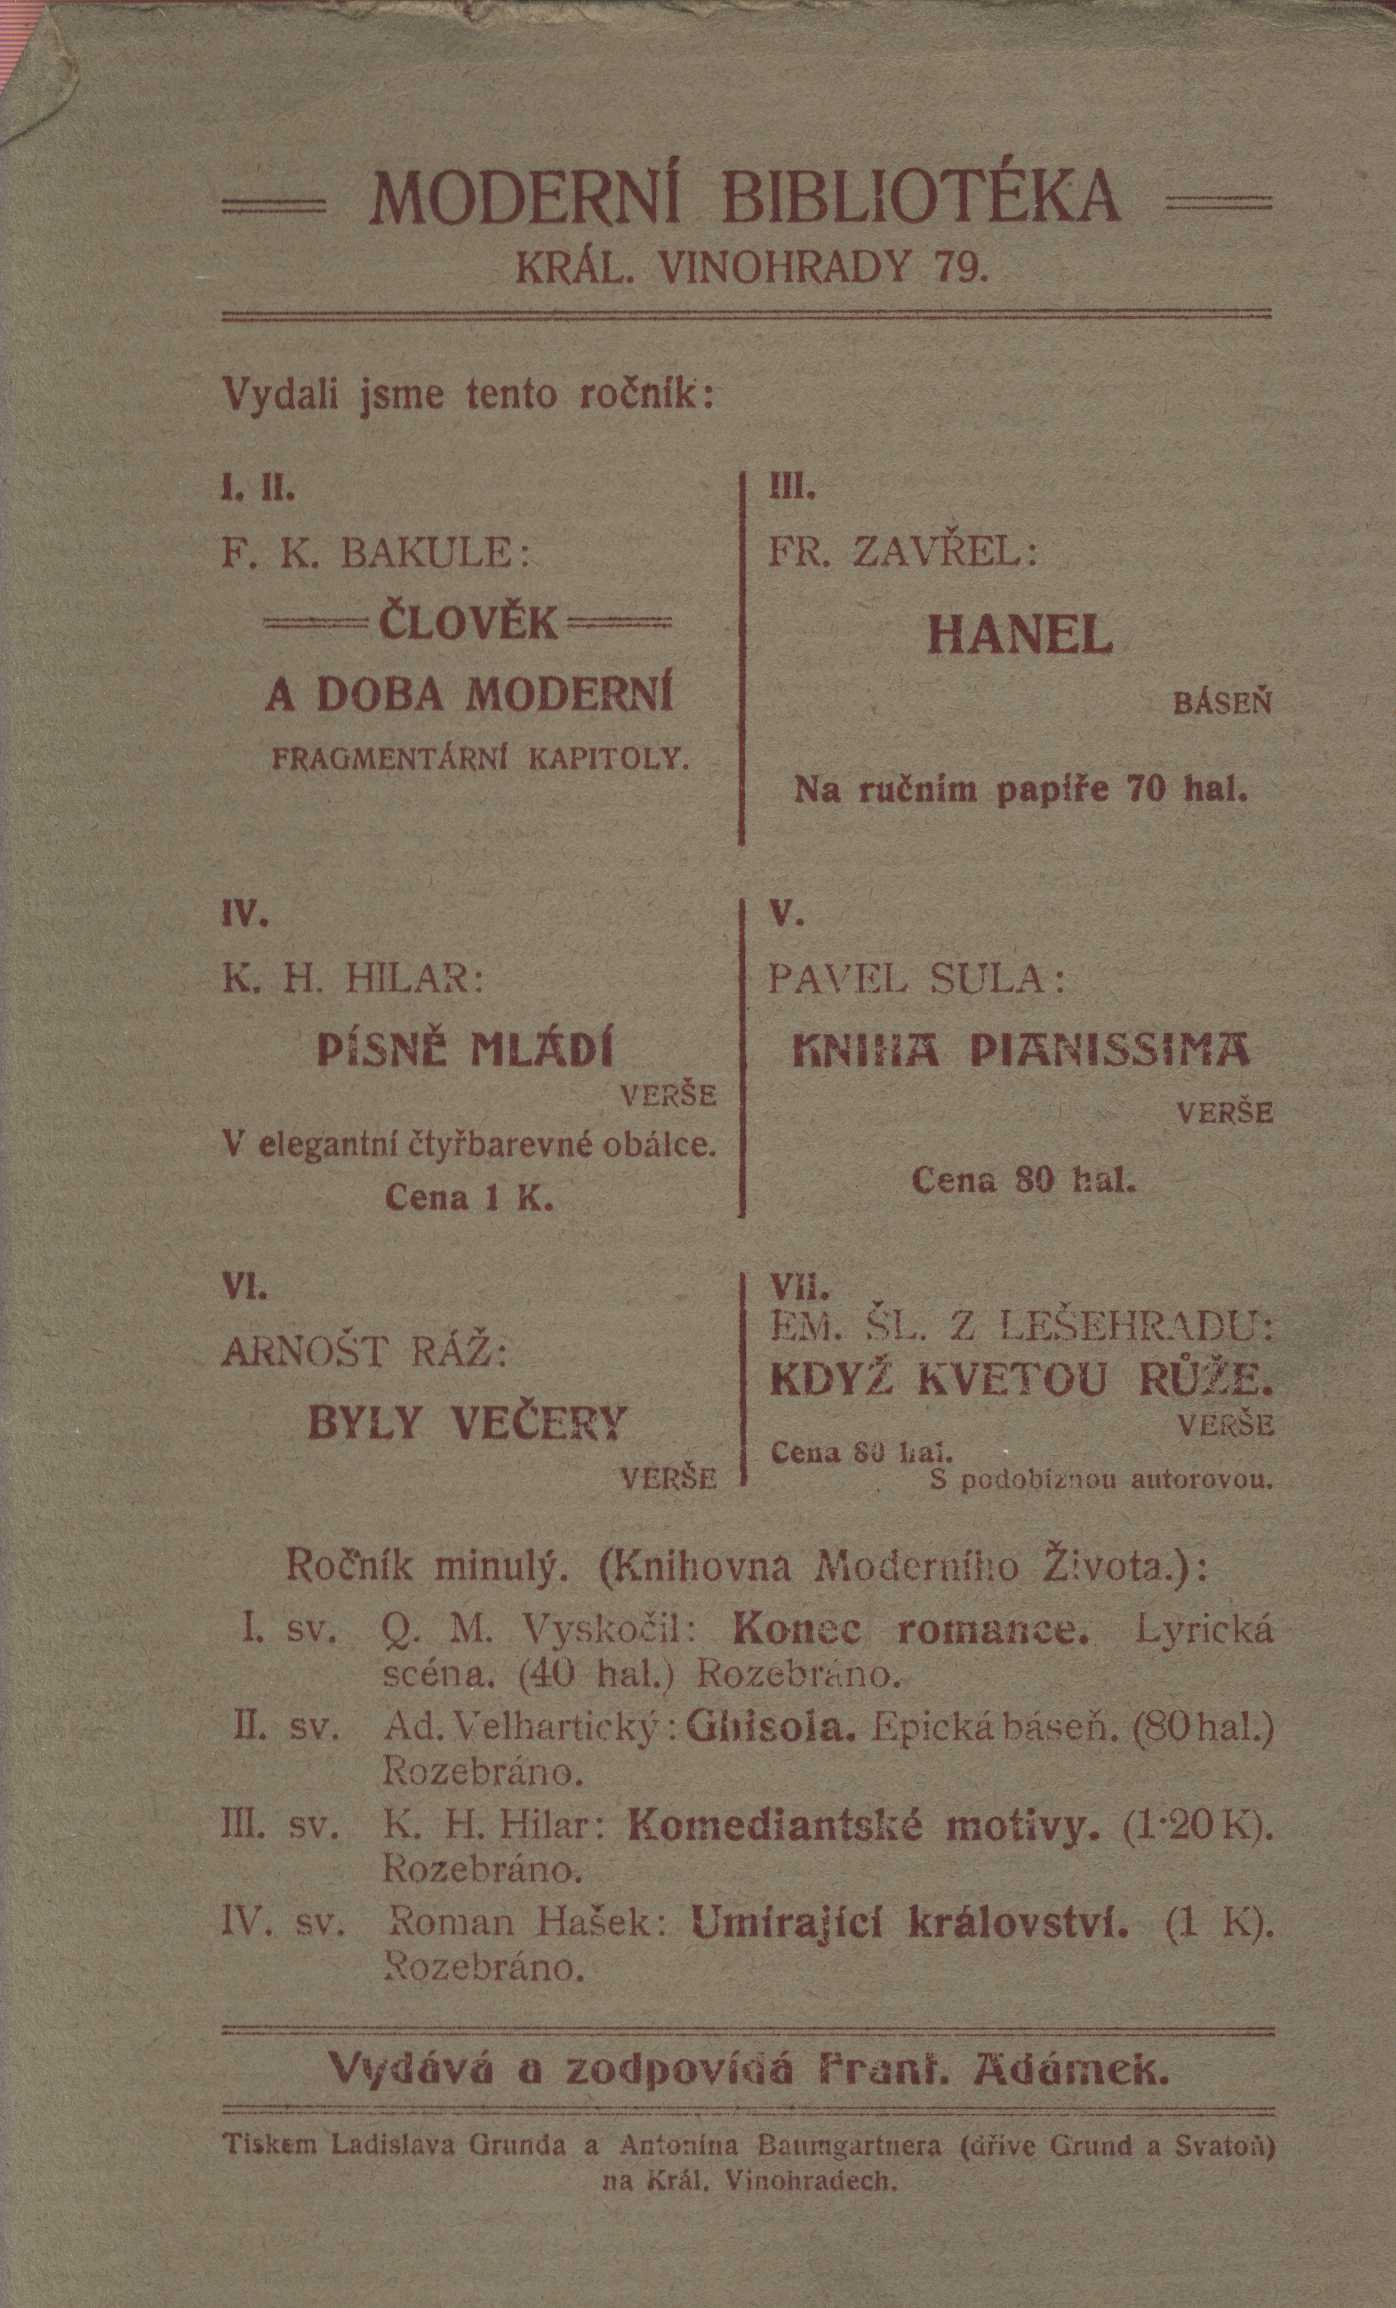 MODERNÍ BIBLIOTÉKA
KRÁL. VINOHRADY 79.
Vydali jsme tento ročník:
I. II.
F. K. BAKULE:
ČLOVĚK
A DOBA MODERNÍ
FRAGMENTÁRNÍ KAPITOLY.
III.
FR. ZAVŘEL:
HANEL
BÁSEŇ
Na ručním papíře 70 hal.
IV.
K. H. HILAR:
PÍSNĚ MLÁDÍ
VERŠE
V elegantní čtyřbarevné obálce.
Cena 1 K.
V.
PAVEL SULA:
KNIHA PIANISSIMA
VERŠE
Cena 80 hal.
VI.
ARNOŠT RÁŽ:
BYLY VEČERY
VERŠE
VII.
EM. ŠL. Z LEŠEHRADU:
KDYŽ KVETOU RŮŽE.
VERŠE
Cena 80 hal.
S podobiznou autorovou.
Ročník minulý. (Knihovna Moderního Života.):
I. sv. Q. M. Vyskočil: Konec romance. Lyrická
scéna. (40 hal.) Rozebráno.
II. sv. Ad. Velhartický: Ghisola. Epická báseň. (80 hal.)
Rozebráno.
III. sv. K. H. Hilar: Komediantské motivy. (1·20 K).
Rozebráno.
IV. sv. Roman Hašek: Umírající království. (1 K).
Rozebráno.
Vydává a zodpovídá Frant. Adámek.
Tiskem Ladislava Grunda a Antonína Baumgartnera (dříve Grund a Svatoň)
na Král. Vinohradech.